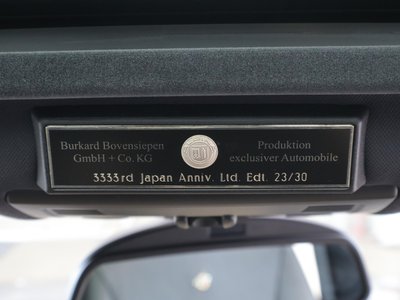 Burkard Bovensiepen
GmbH + Co. KG
Produktion
exclusiver Automobile
3333rd Japan Anniv. Ltd. Edt. 23/30